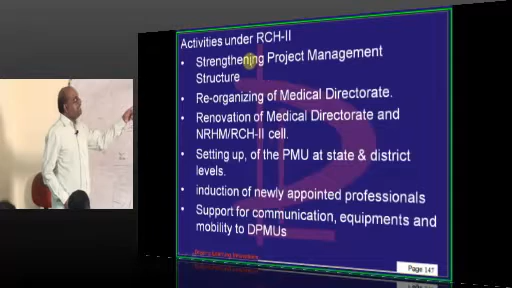 Activities under RCH-II
• Strengthening Project Management
Structure
• Re-organizing of Medical Directorate.
• Renovation of Medical Directorate and
NRHM/RCH-II cell.
• Setting up, of the PMU at state & district
levels.
• induction of newly appointed professionals
• Support for communication, equipments and
mobility to DPMUs
Page 147